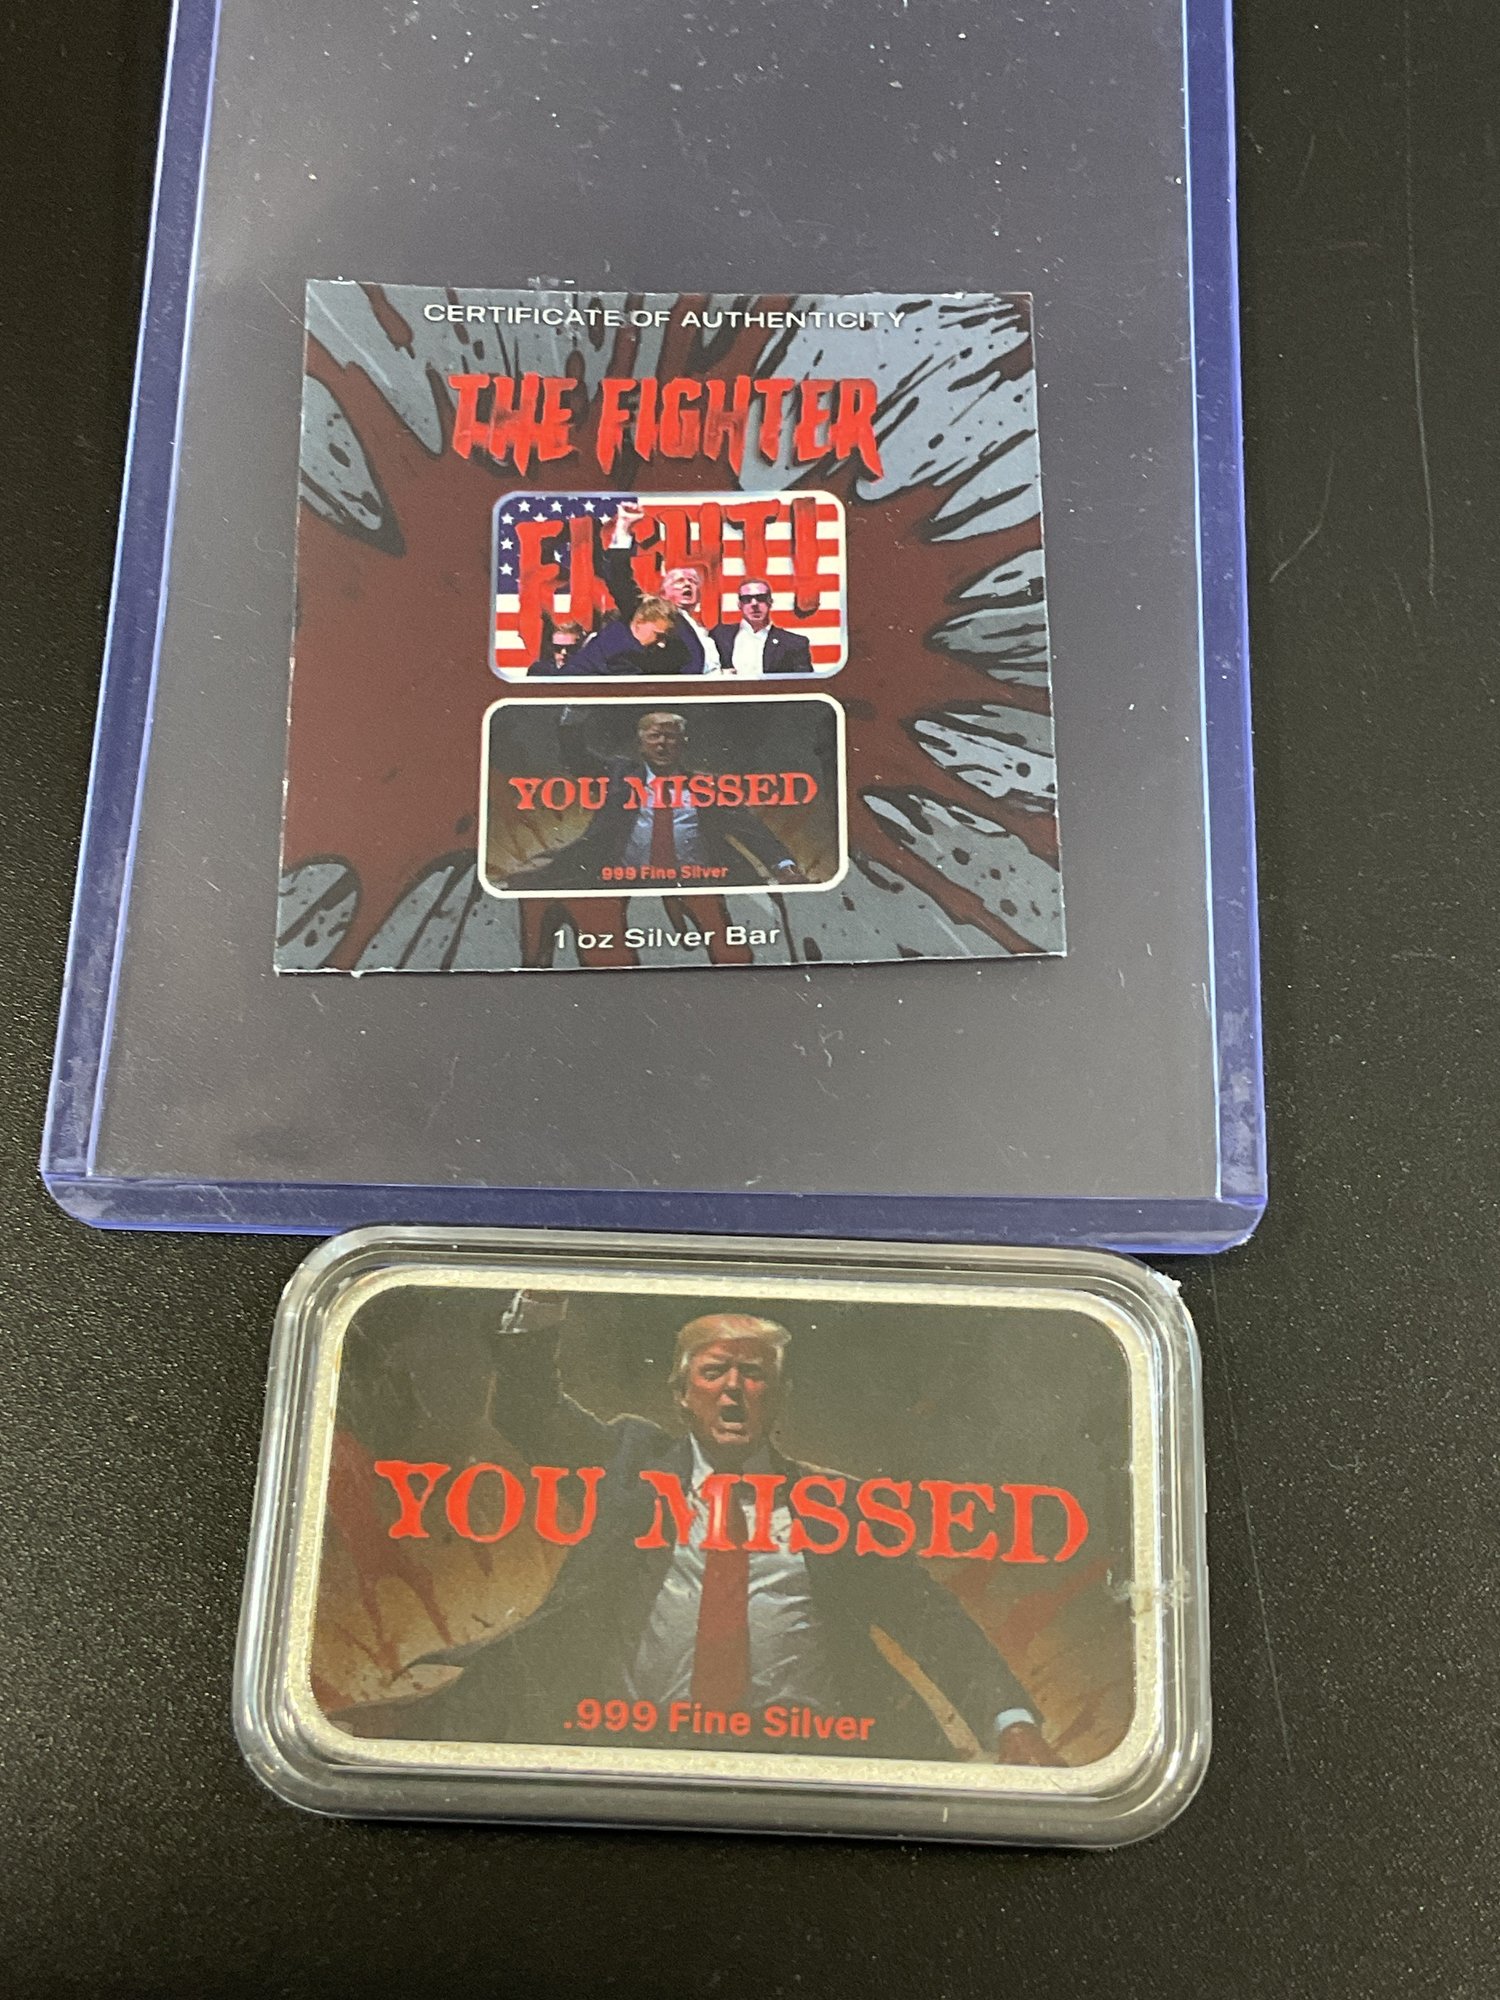 CERTIFICATE OF AUTHENTICITY
THE FIGHTER
FIGHT!
YOU MISSED
.999 Fine Silver
1 oz Silver Bar
YOU MISSED
.999 Fine Silver